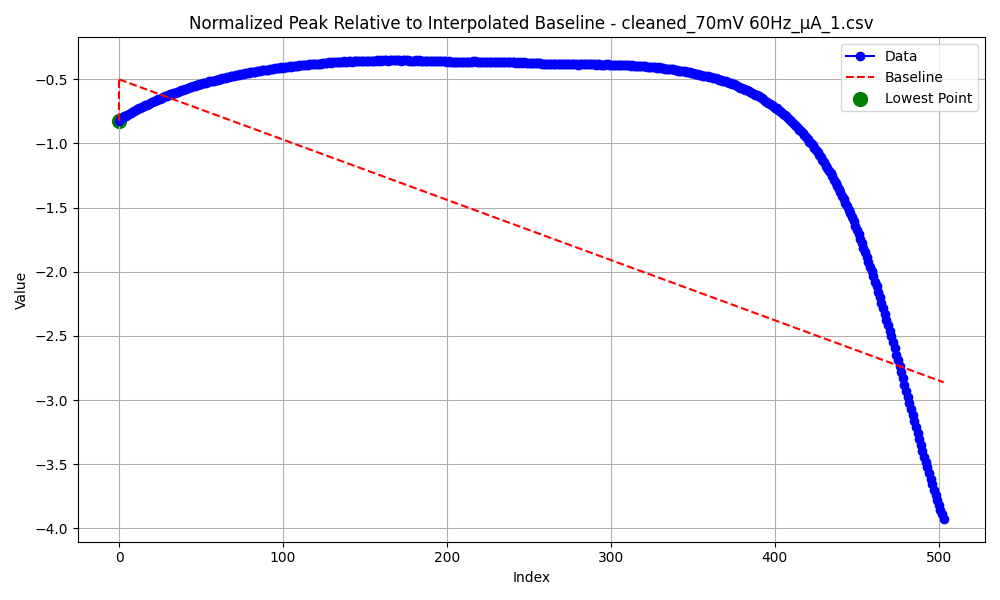 Normalized Peak Relative to Interpolated Baseline - cleaned_70mV 60Hz_μA_1.csv
Data
Baseline
Lowest Point
−0.5
−1.0
−1.5
−2.0
−2.5
−3.0
−3.5
−4.0
Value
0 100 200 300 400 500
Index